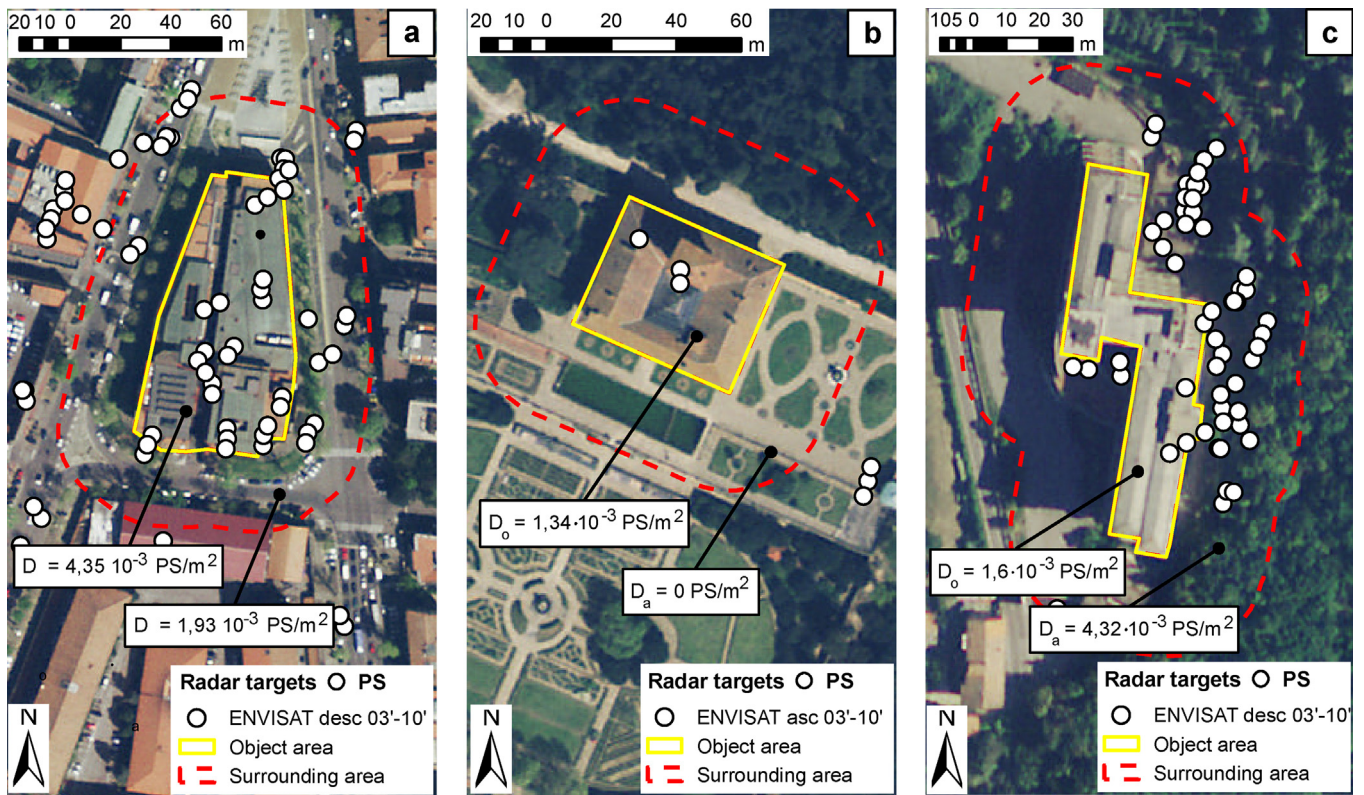 20 10 0 20 40 60
m
a
D = 4,35 10-3 PS/m2
D = 1,93 10-3 PS/m2
o
a
N
Radar targets PS
ENVISAT desc 03'-10'
Object area
Surrounding area
20 10 0 20 40 60
m
b
Do = 1,34·10-3 PS/m2
Da = 0 PS/m2
N
Radar targets PS
ENVISAT asc 03'-10'
Object area
Surrounding area
105 0 10 20 30
m
c
Do = 1,6·10-3 PS/m2
Da = 4,32·10-3 PS/m2
N
Radar targets PS
ENVISAT desc 03'-10'
Object area
Surrounding area